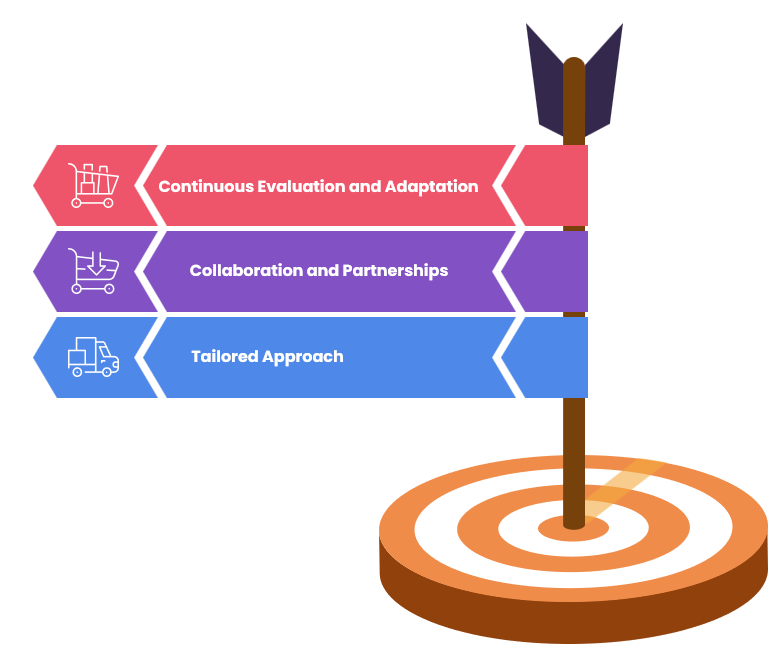 Continuous Evaluation and Adaptation
Collaboration and Partnerships
Tailored Approach